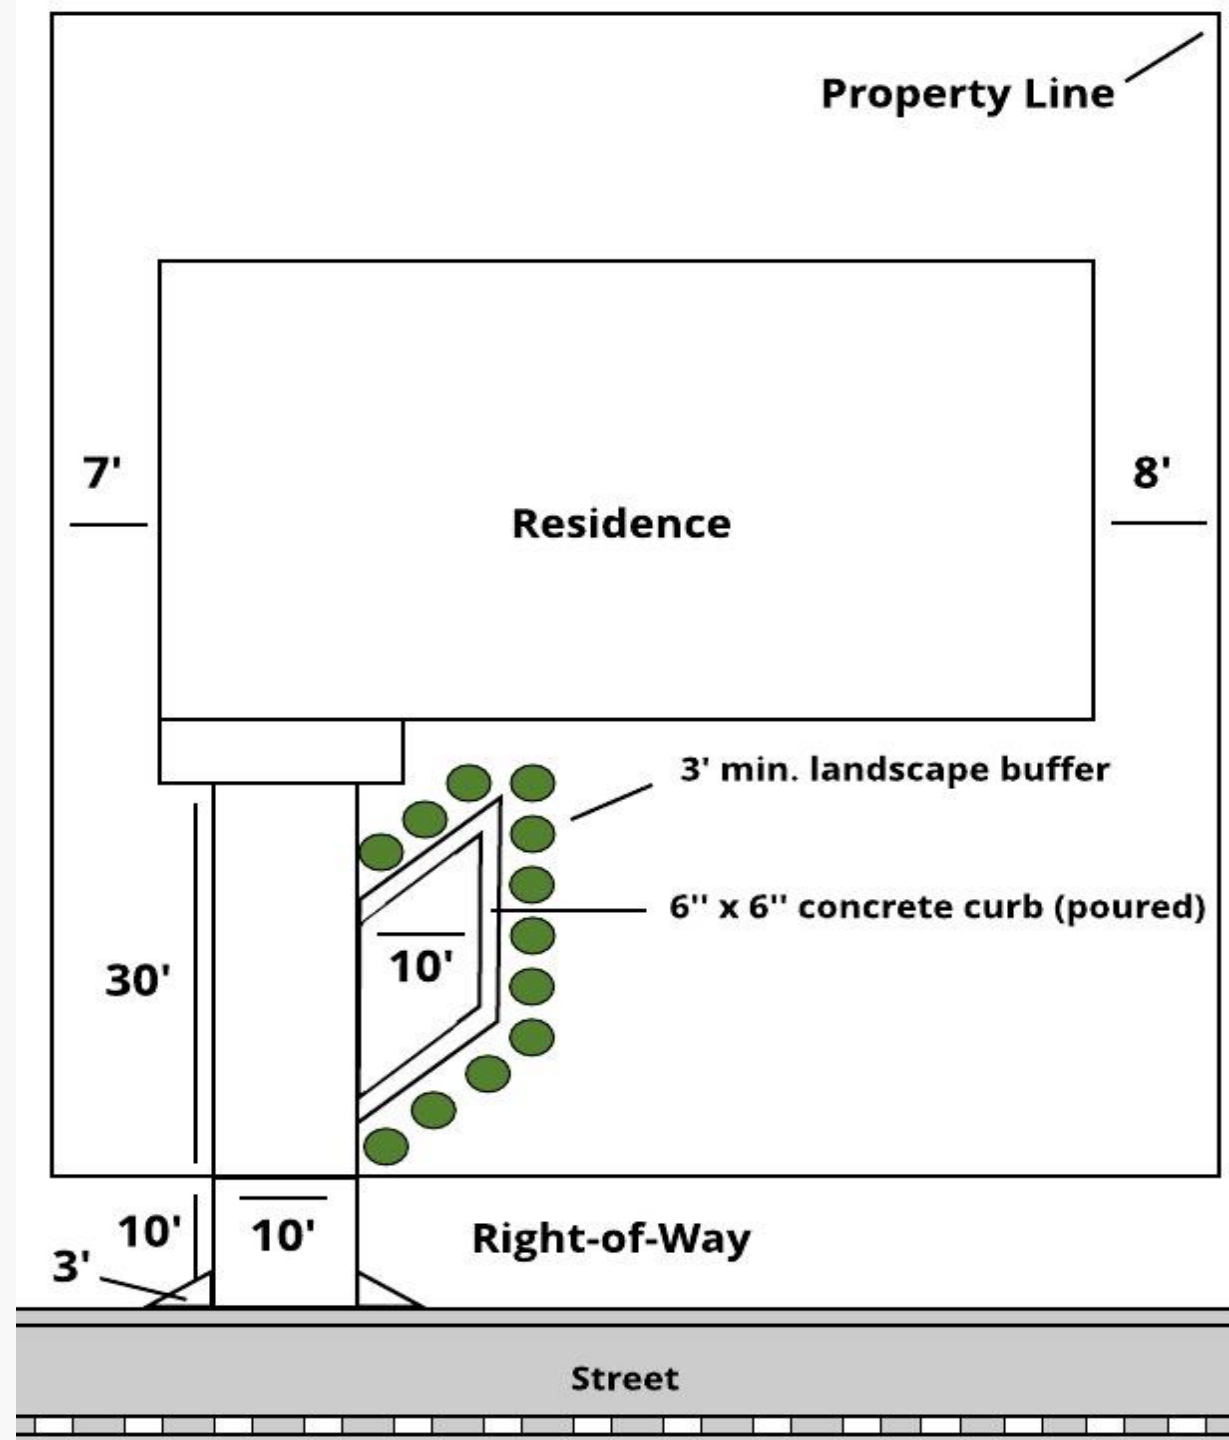 Property Line
7'
8'
Residence
3' min. landscape buffer
6'' x 6'' concrete curb (poured)
10'
30'
10'
10'
Right-of-Way
3'
Street